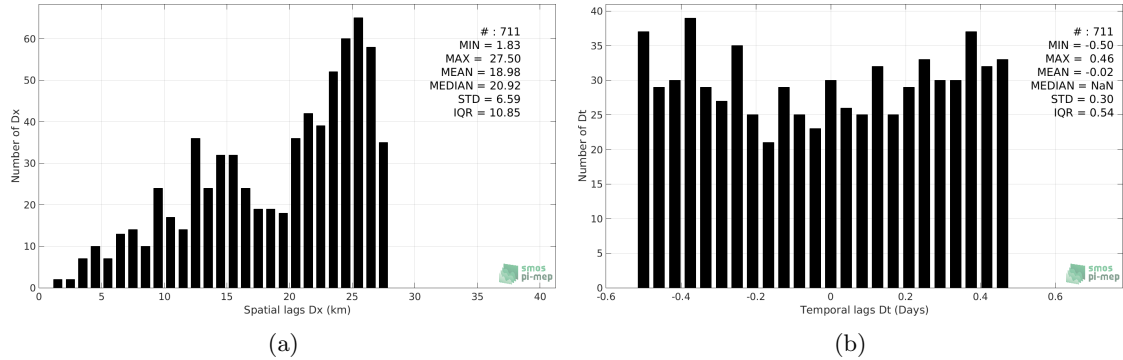 60
50
40
30
20
10
0
0
5
10
15
20
25
30
35
40
Number of Dx
Spatial lags Dx (km)
# : 711
MIN = 1.83
MAX = 27.50
MEAN = 18.98
MEDIAN = 20.92
STD = 6.59
IQR = 10.85
smos
pi-mep
(a)
40
35
30
25
20
15
10
5
0
-0.6
-0.4
-0.2
0
0.2
0.4
0.6
Number of Dt
Temporal lags Dt (Days)
# : 711
MIN = -0.50
MAX = 0.46
MEAN = -0.02
MEDIAN = NaN
STD = 0.30
IQR = 0.54
smos
pi-mep
(b)